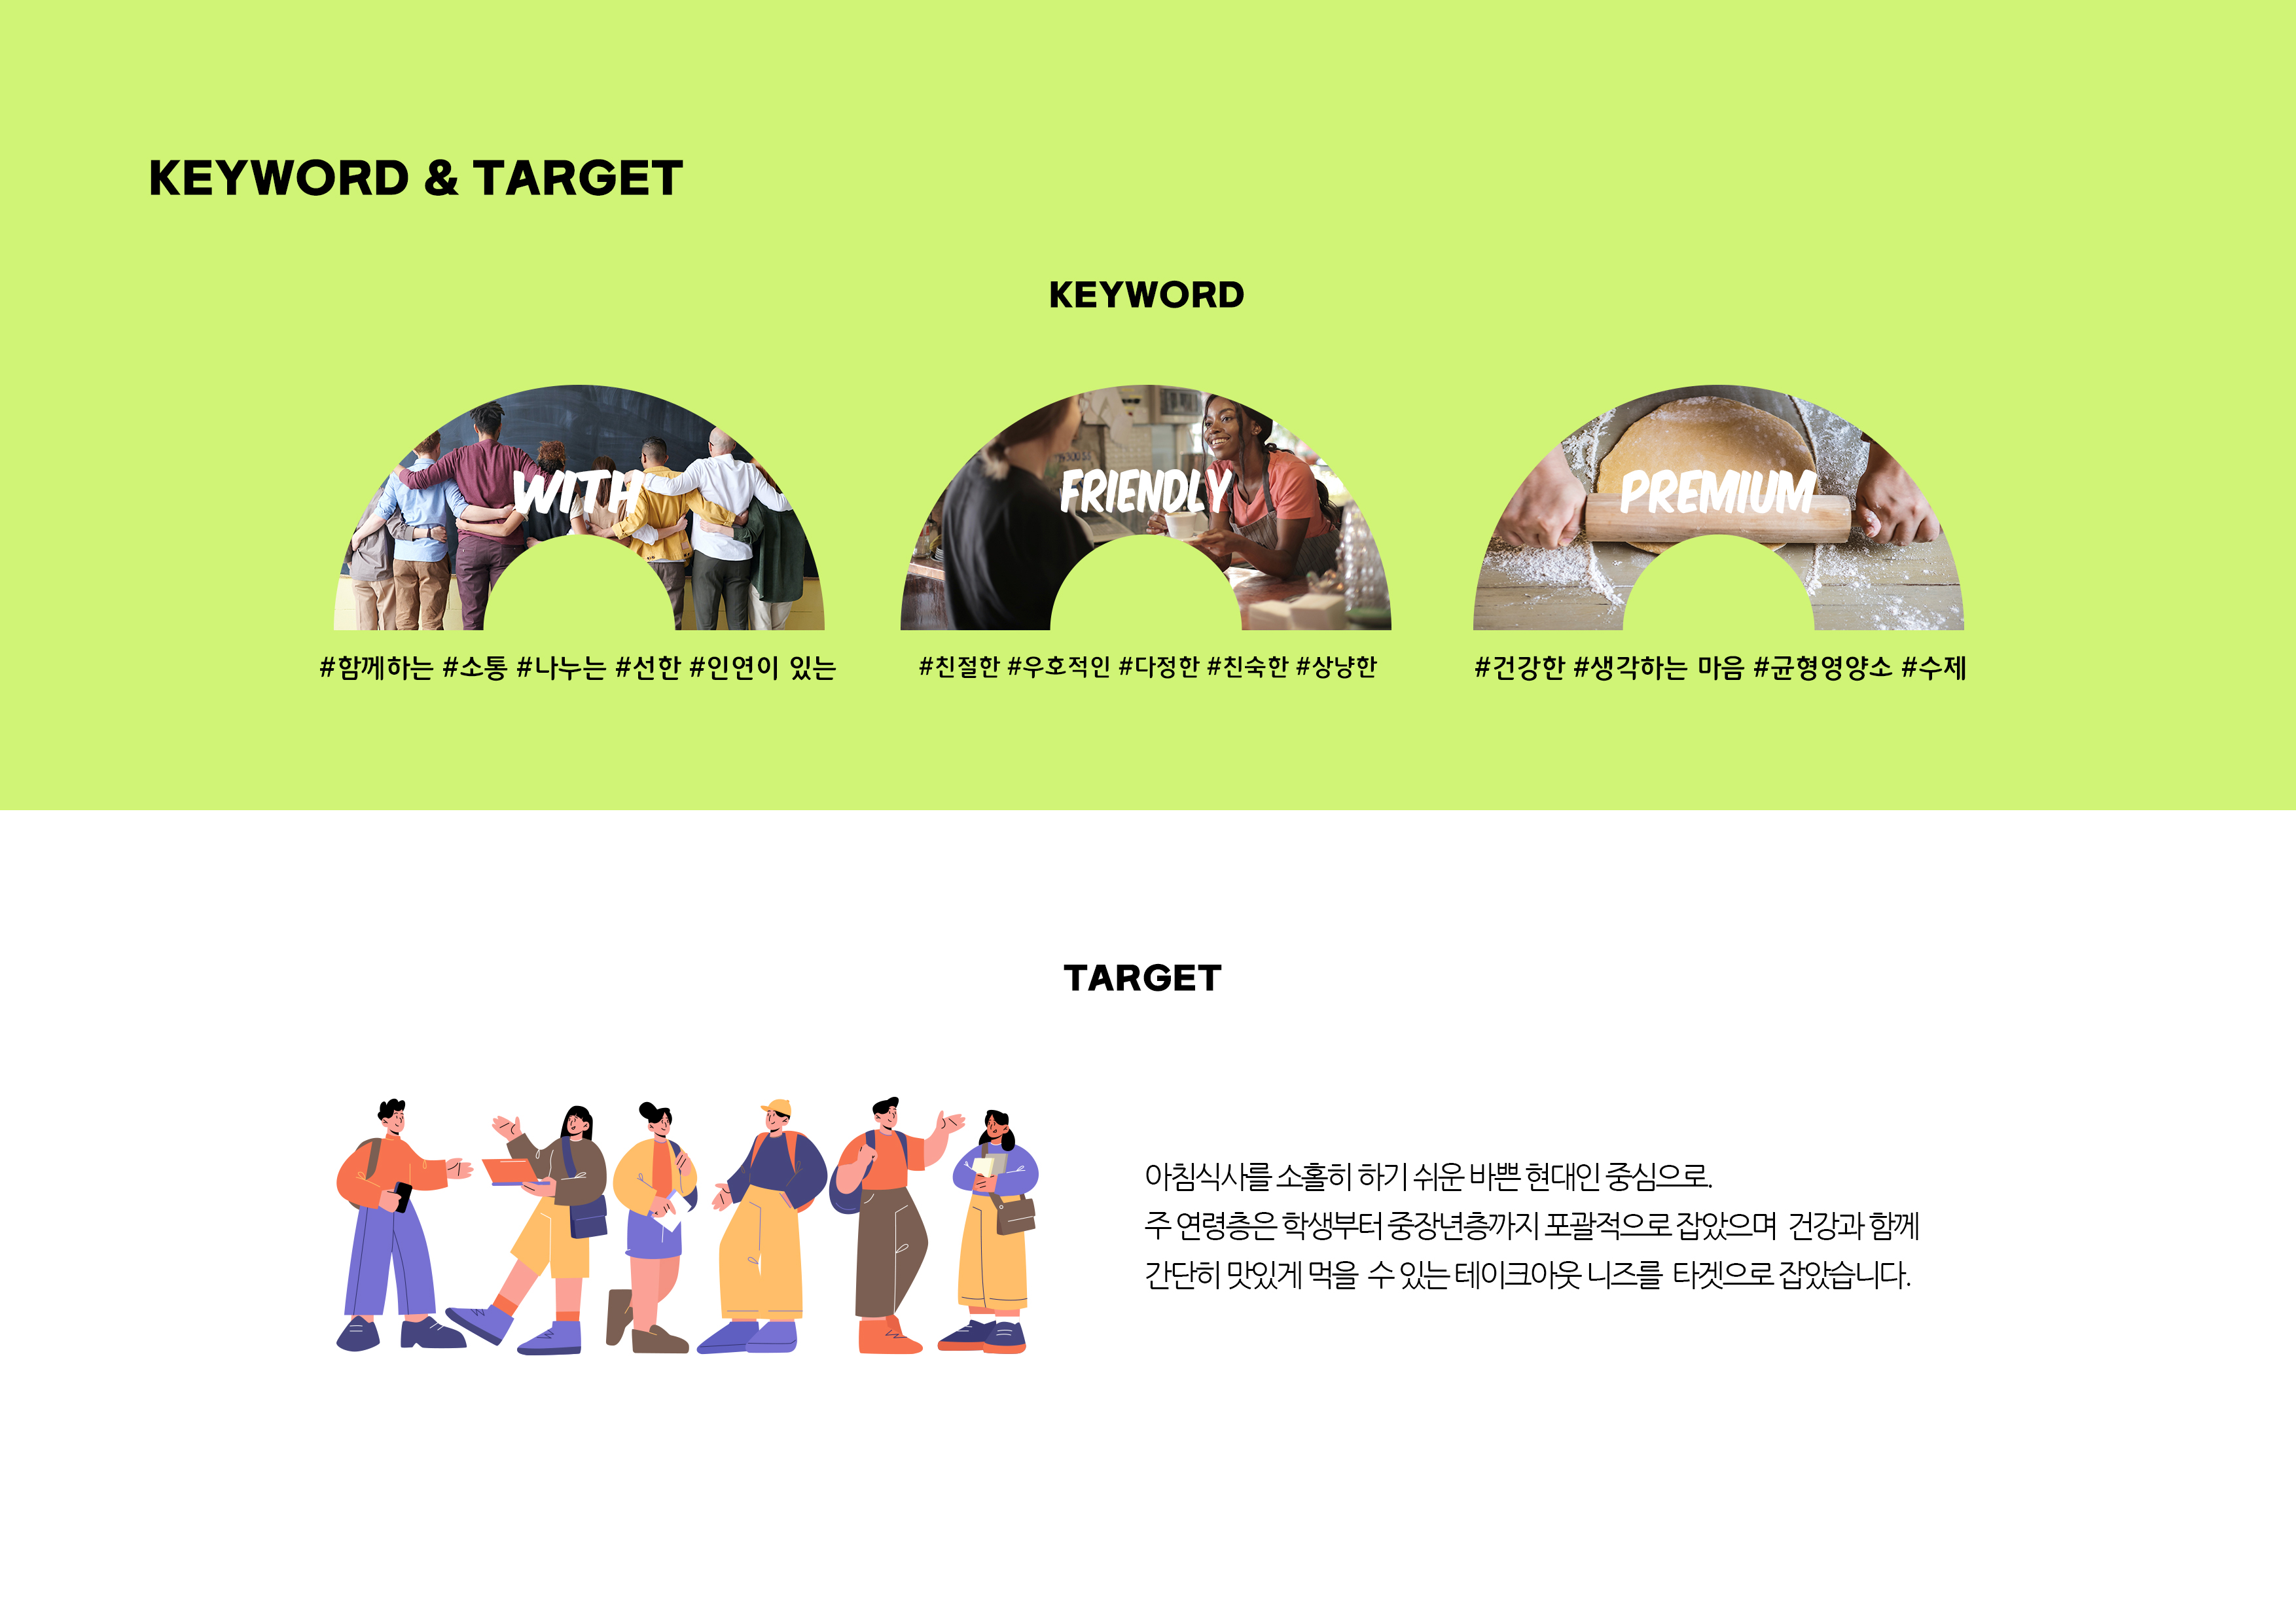 KEYWORD & TARGET
KEYWORD
WITH
FRIENDLY
PREMIUM
#함께하는 #소통 #나누는 #선한 #인연이 있는
#친절한 #우호적인 #다정한 #친숙한 #상냥한
#건강한 #생각하는 마음 #균형영양소 #수제
TARGET
아침식사를 소홀히 하기 쉬운 바쁜 현대인 중심으로.
주 연령층은 학생부터 중장년층까지 포괄적으로 잡았으며 건강과 함께
간단히 맛있게 먹을 수 있는 테이크아웃 니즈를 타겟으로 잡았습니다.